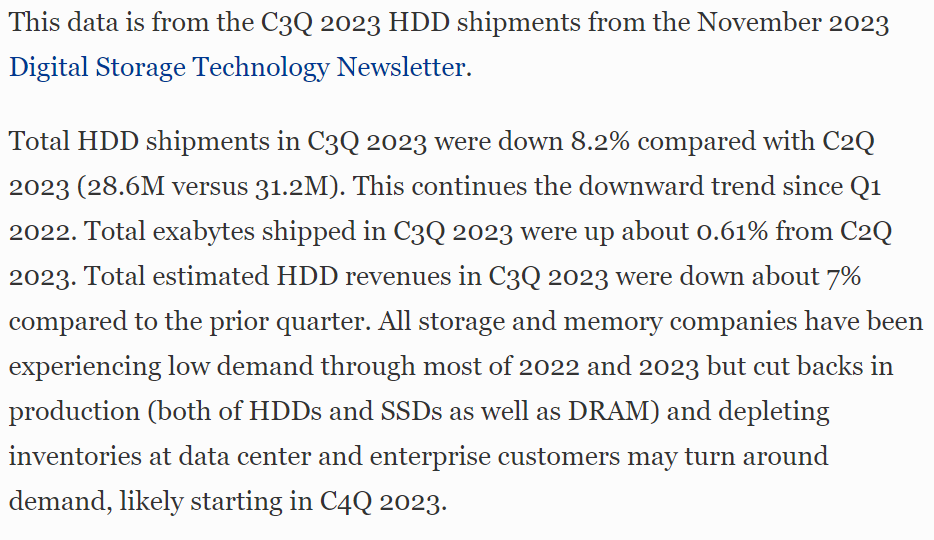 This data is from the C3Q 2023 HDD shipments from the November 2023
Digital Storage Technology Newsletter.
Total HDD shipments in C3Q 2023 were down 8.2% compared with C2Q
2023 (28.6M versus 31.2M). This continues the downward trend since Q1
2022. Total exabytes shipped in C3Q 2023 were up about 0.61% from C2Q
2023. Total estimated HDD revenues in C3Q 2023 were down about 7%
compared to the prior quarter. All storage and memory companies have been
experiencing low demand through most of 2022 and 2023 but cut backs in
production (both of HDDs and SSDs as well as DRAM) and depleting
inventories at data center and enterprise customers may turn around
demand, likely starting in C4Q 2023.